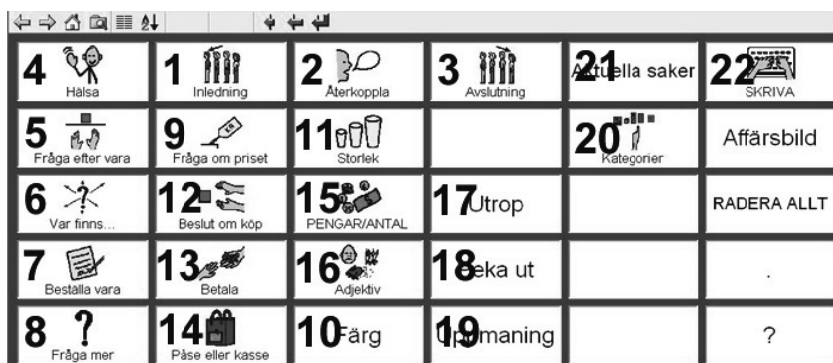 4 Hälsa 1 Inledning 2 Återkoppla 3 Avslutning 21 Aktuella saker 22 SKRIVA
5 Fråga efter vara 9 Fråga om priset 11 Storlek 20 Kategorier Affärsbild
6 Var finns... 12 Beslut om köp 15 PENGAR/ANTAL 17 Utrop RADERA ALLT
7 Beställa vara 13 Betala 16 Adjektiv 18 eka ut .
8 ? Fråga mer 14 Påse eller kasse 10 Färg 19 maning ?